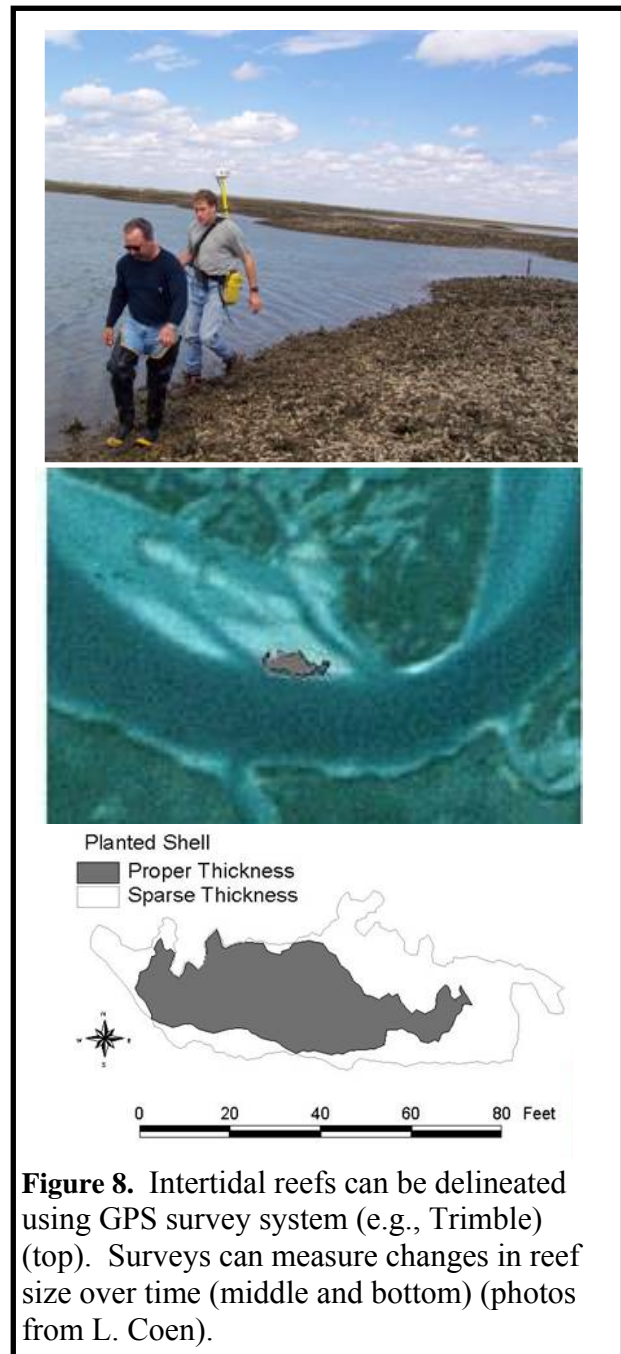 Planted Shell
Proper Thickness
Sparse Thickness
N
W E
S
0 20 40 60 80 Feet
Figure 8. Intertidal reefs can be delineated
using GPS survey system (e.g., Trimble)
(top). Surveys can measure changes in reef
size over time (middle and bottom) (photos
from L. Coen).